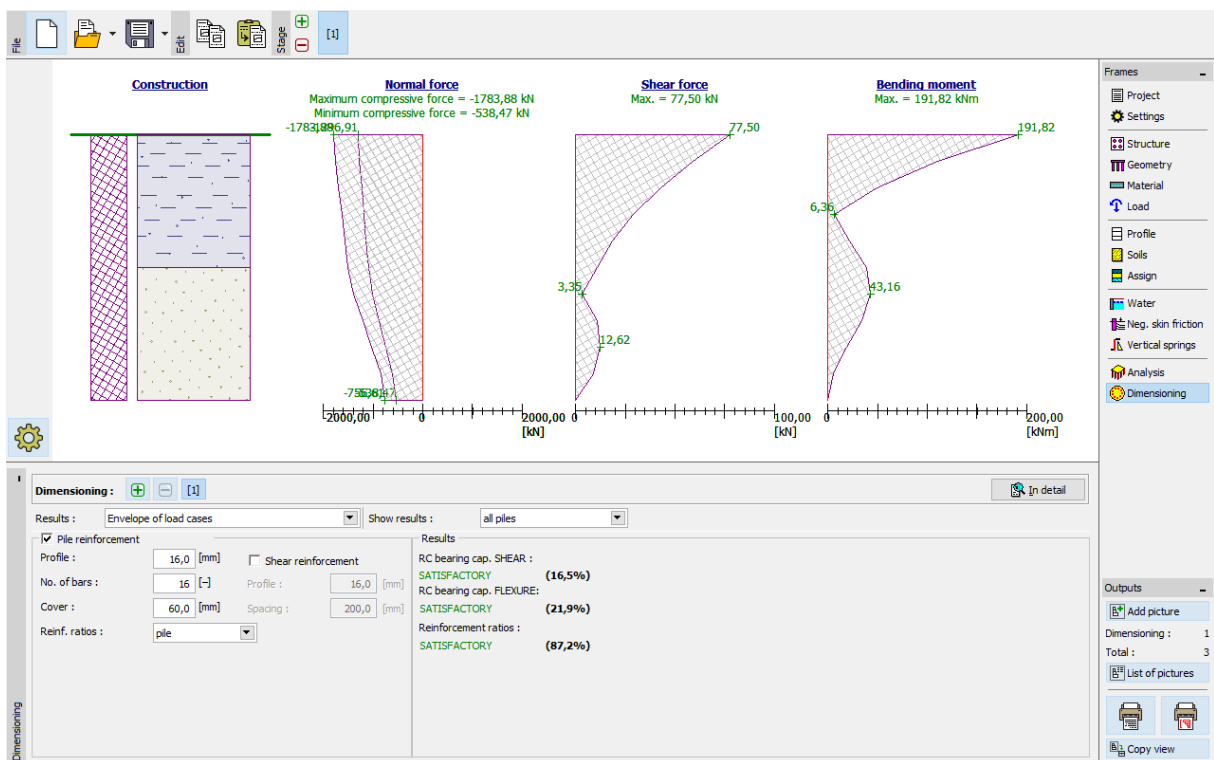 File
Edit
Stage
[1]
Construction
Normal force
Maximum compressive force = -1783,88 kN
Minimum compressive force = -538,47 kN
Shear force
Max. = 77,50 kN
Bending moment
Max. = 191,82 kNm
-1783,88
77,50
191,82
6,36
3,35
43,16
12,62
-538,47
-2000,00
0
2000,00
[kN]
0
100,00
[kN]
0
200,00
[kNm]
Frames
Project
Settings
Structure
Geometry
Material
Load
Profile
Soils
Assign
Water
Neg. skin friction
Vertical springs
Analysis
Dimensioning
Dimensioning :
[1]
In detail
Results :
Envelope of load cases
Show results :
all piles
Pile reinforcement
Profile :
16,0
[mm]
Shear reinforcement
No. of bars :
16
[-]
Profile :
16,0
[mm]
Cover :
60,0
[mm]
Spacing :
200,0
[mm]
Reinf. ratios :
pile
Results
RC bearing cap. SHEAR :
SATISFACTORY (16,5%)
RC bearing cap. FLEXURE:
SATISFACTORY (21,9%)
Reinforcement ratios :
SATISFACTORY (87,2%)
Dimensioning
Outputs
Add picture
Dimensioning : 1
Total : 3
List of pictures
Copy view